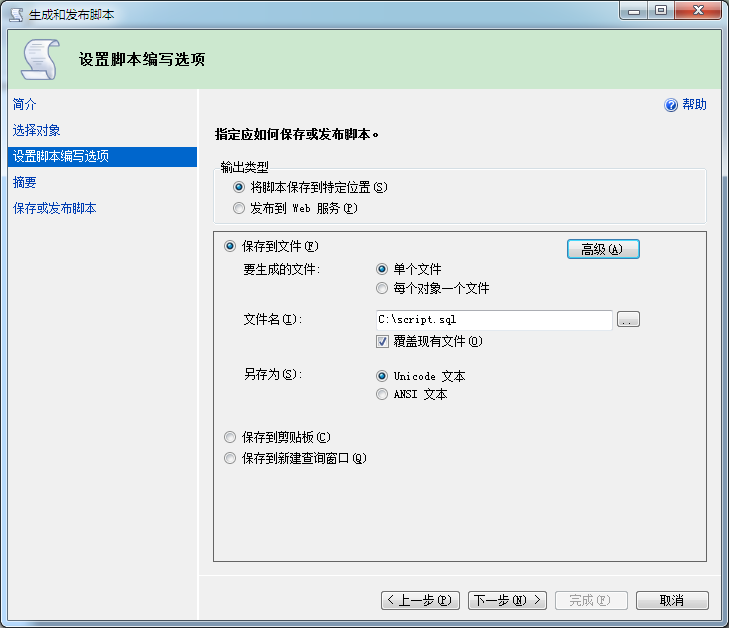 生成和发布脚本
设置脚本编写选项
简介
选择对象
设置脚本编写选项
摘要
保存或发布脚本
帮助
指定应如何保存或发布脚本。
输出类型
将脚本保存到特定位置(S)
发布到 Web 服务(P)
保存到文件(F)
高级(A)
要生成的文件:
单个文件
每个对象一个文件
文件名(I):
C:\script.sql
...
覆盖现有文件(O)
另存为(S):
Unicode 文本
ANSI 文本
保存到剪贴板(C)
保存到新建查询窗口(Q)
< 上一步(P)
下一步(N) >
完成(F)
取消